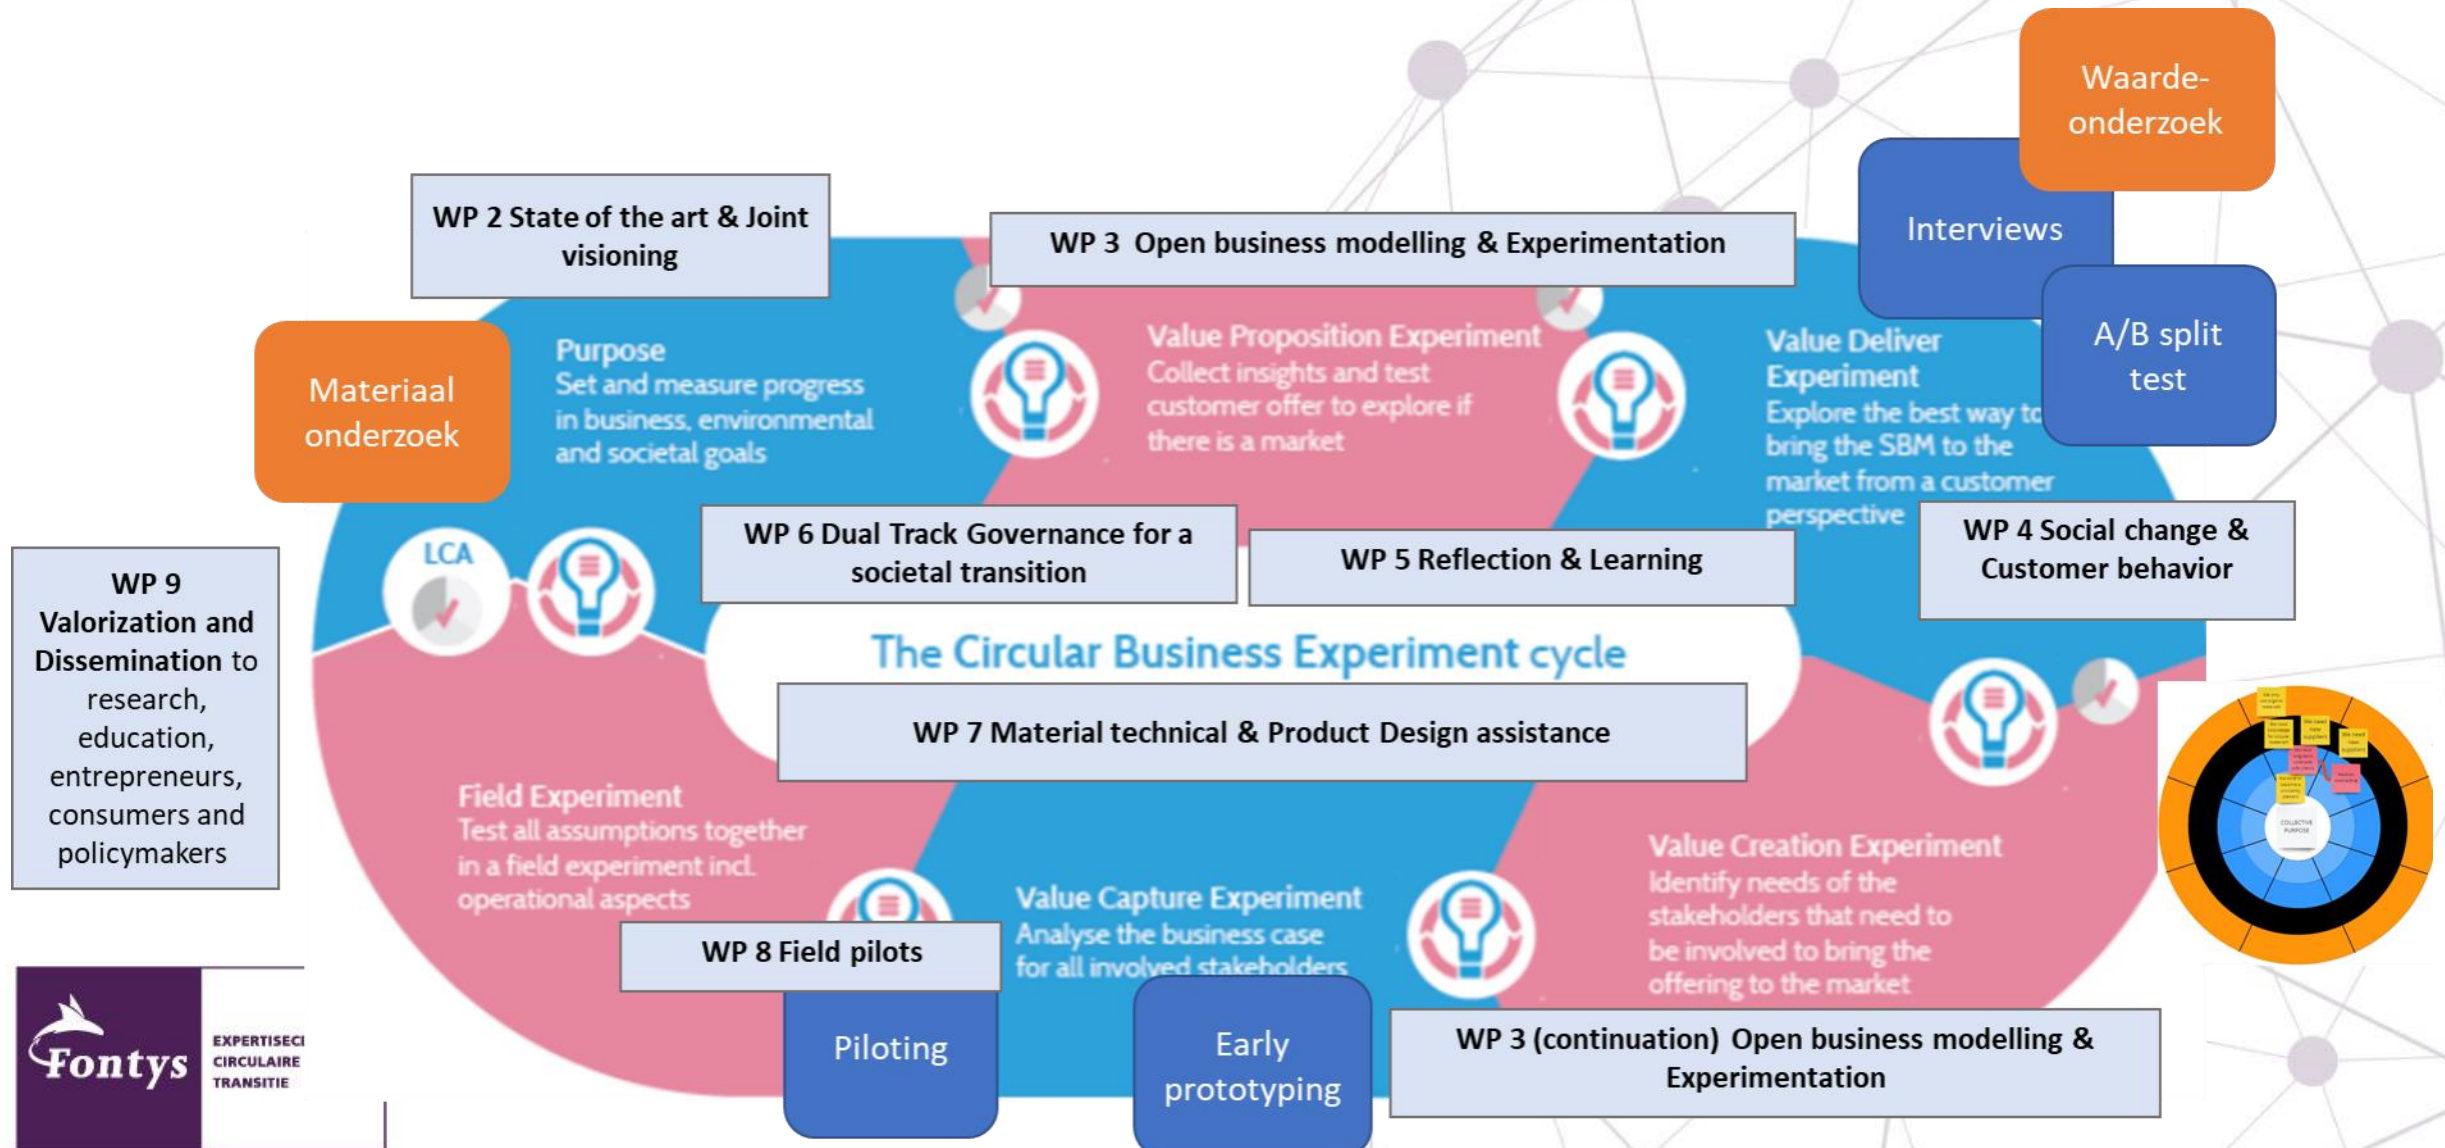 Waarde-
onderzoek
Interviews
A/B split
test
WP 2 State of the art & Joint
visioning
WP 3 Open business modelling & Experimentation
Materiaal
onderzoek
Purpose
Set and measure progress
in business, environmental
and societal goals
Value Proposition Experiment
Collect insights and test
customer offer to explore if
there is a market
Value Deliver
Experiment
Explore the best way to
bring the SBM to the
market from a customer
perspective
WP 6 Dual Track Governance for a
societal transition
WP 5 Reflection & Learning
WP 4 Social change &
Customer behavior
LCA
WP 9
Valorization and
Dissemination to
research,
education,
entrepreneurs,
consumers and
policymakers
The Circular Business Experiment cycle
WP 7 Material technical & Product Design assistance
Field Experiment
Test all assumptions together
in a field experiment incl.
operational aspects
Value Capture Experiment
Analyse the business case
for all involved stakeholders
Value Creation Experiment
Identify needs of the
stakeholders that need to
be involved to bring the
offering to the market
COLLECTIVE
PURPOSE
WP 8 Field pilots
Piloting
Early
prototyping
WP 3 (continuation) Open business modelling &
Experimentation
Fontys
CIRCULAIRE
TRANSITIE